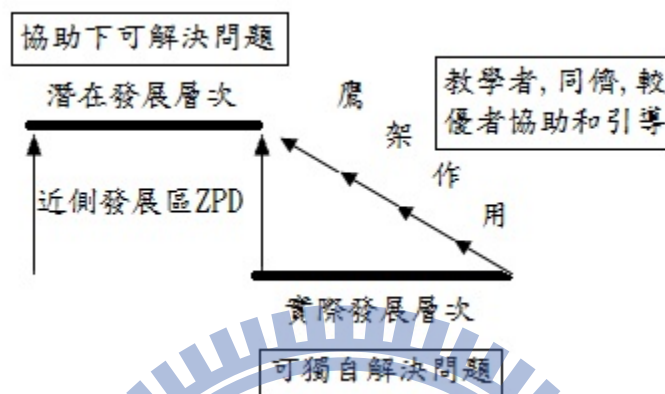 協助下可解決問題
潛在發展層次
鷹架作用
教學者, 同儕, 較
優者協助和引導
近側發展區ZPD
實際發展層次
可獨自解決問題